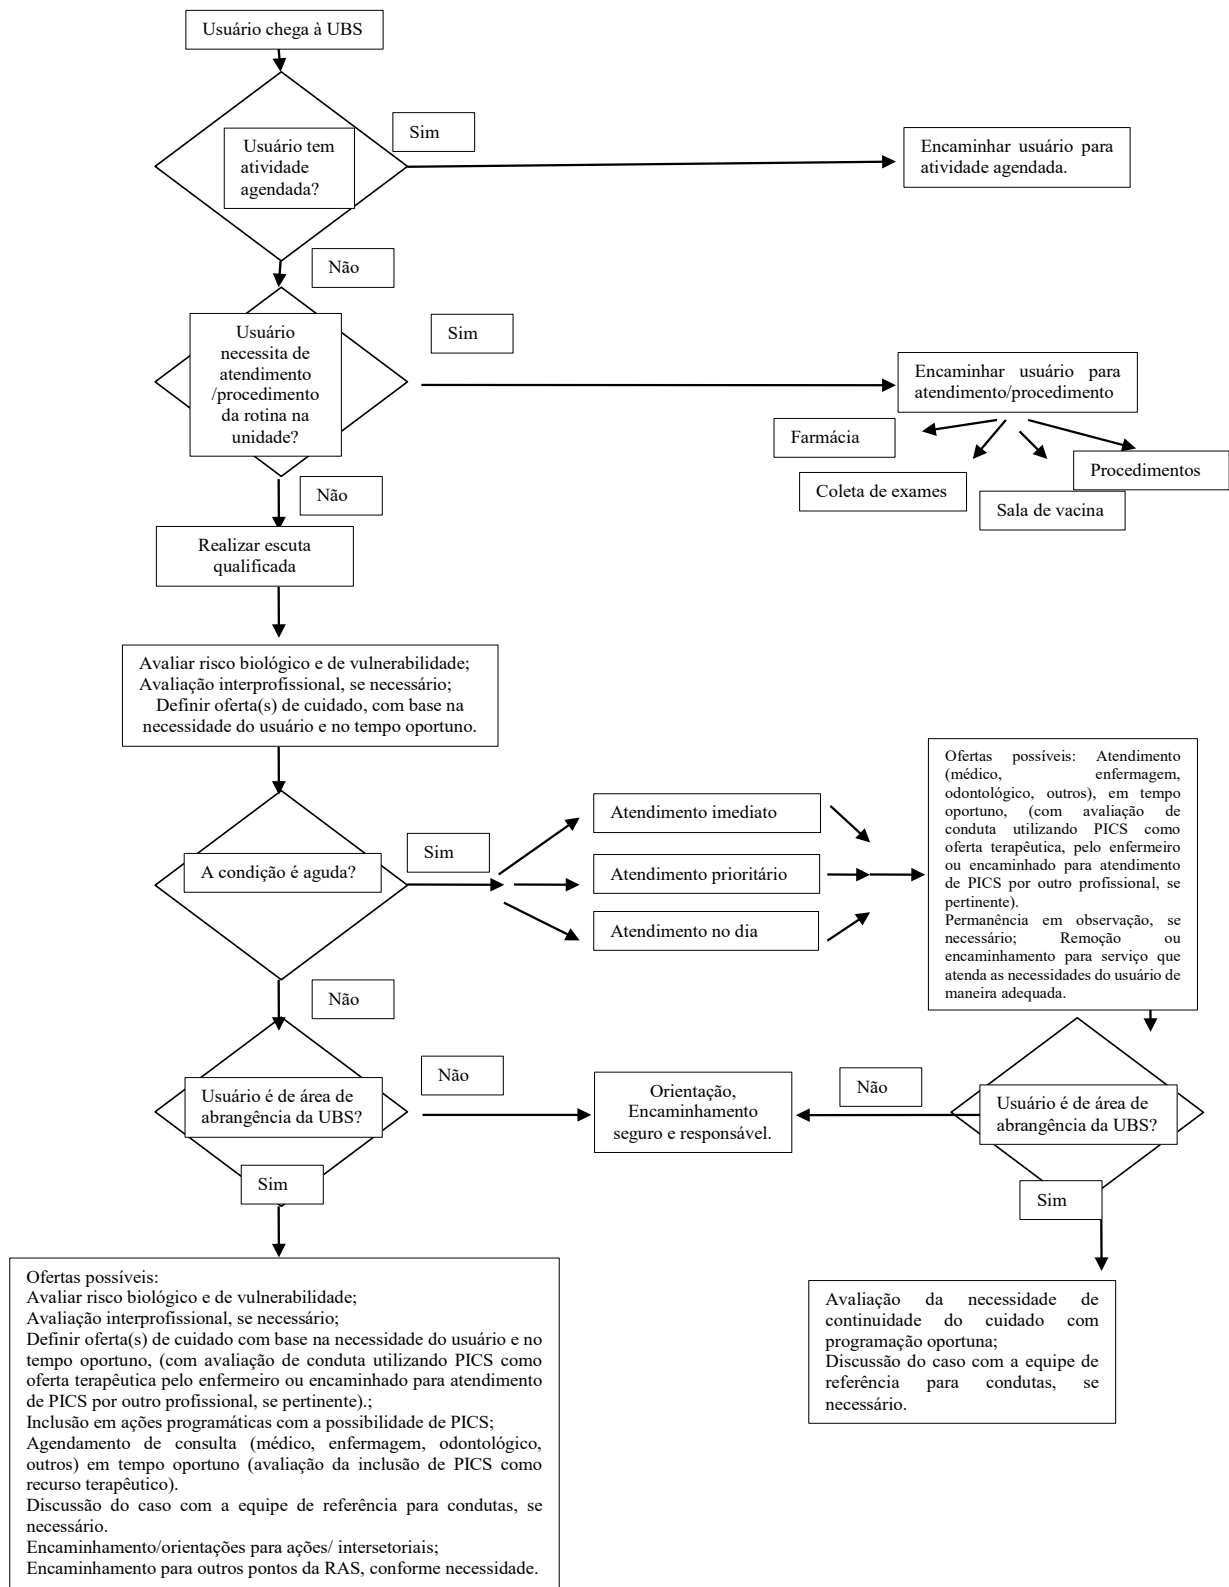 Usuário chega à UBS
Sim
Usuário tem
atividade
agendada?
Encaminhar usuário para
atividade agendada.
Não
Sim
Usuário
necessita de
atendimento
/procedimento
da rotina na
unidade?
Encaminhar usuário para
atendimento/procedimento
Farmácia
Procedimentos
Coleta de exames
Sala de vacina
Não
Realizar escuta
qualificada
Avaliar risco biológico e de vulnerabilidade;
Avaliação interprofissional, se necessário;
Definir oferta(s) de cuidado, com base na
necessidade do usuário e no tempo oportuno.
A condição é aguda?
Sim
Atendimento imediato
Atendimento prioritário
Atendimento no dia
Ofertas possíveis: Atendimento
(médico, enfermagem,
odontológico, outros), em tempo
oportuno, (com avaliação de
conduta utilizando PICS como
oferta terapêutica, pelo enfermeiro
ou encaminhado para atendimento
de PICS por outro profissional, se
pertinente).
Permanência em observação, se
necessário; Remoção ou
encaminhamento para serviço que
atenda as necessidades do usuário de
maneira adequada.
Não
Usuário é de área de
abrangência da UBS?
Não
Orientação,
Encaminhamento
seguro e responsável.
Não
Usuário é de área de
abrangência da UBS?
Sim
Sim
Ofertas possíveis:
Avaliar risco biológico e de vulnerabilidade;
Avaliação interprofissional, se necessário;
Definir oferta(s) de cuidado com base na necessidade do usuário e no
tempo oportuno, (com avaliação de conduta utilizando PICS como
oferta terapêutica pelo enfermeiro ou encaminhado para atendimento
de PICS por outro profissional, se pertinente).;
Inclusão em ações programáticas com a possibilidade de PICS;
Agendamento de consulta (médico, enfermagem, odontológico,
outros) em tempo oportuno (avaliação da inclusão de PICS como
recurso terapêutico).
Discussão do caso com a equipe de referência para condutas, se
necessário.
Encaminhamento/orientações para ações/ intersetoriais;
Encaminhamento para outros pontos da RAS, conforme necessidade.
Avaliação da necessidade de
continuidade do cuidado com
programação oportuna;
Discussão do caso com a equipe de
referência para condutas, se
necessário.